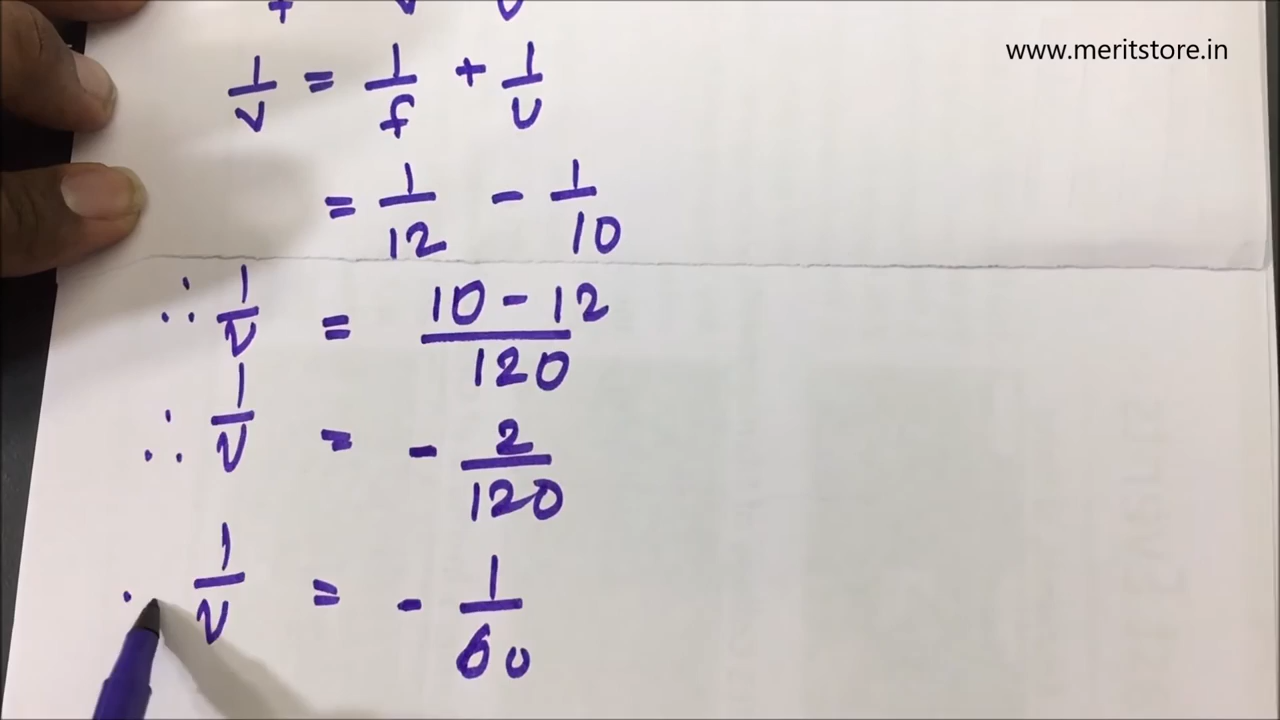 www.meritstore.in
1/v = 1/f + 1/u
= 1/12 - 1/10
∴ 1/v = 10 - 12 / 120
∴ 1/v = - 2/120
1/v = - 1/60